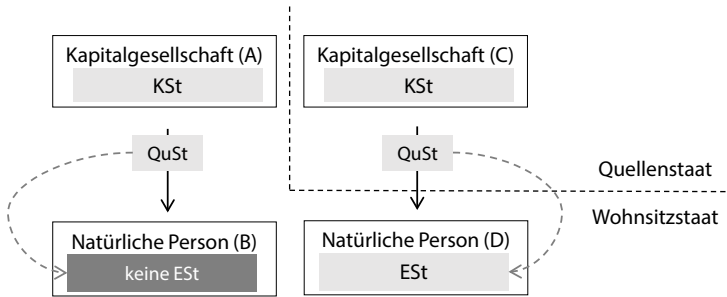 Kapitalgesellschaft (A)
KSt
Kapitalgesellschaft (C)
KSt
QuSt
QuSt
Quellenstaat
Wohnsitzstaat
Natürliche Person (B)
keine ESt
Natürliche Person (D)
ESt